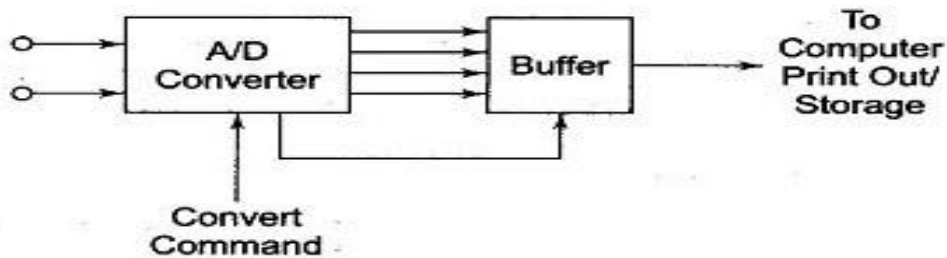 A/D
Converter
Buffer
To
Computer
Print Out/
Storage
Convert
Command